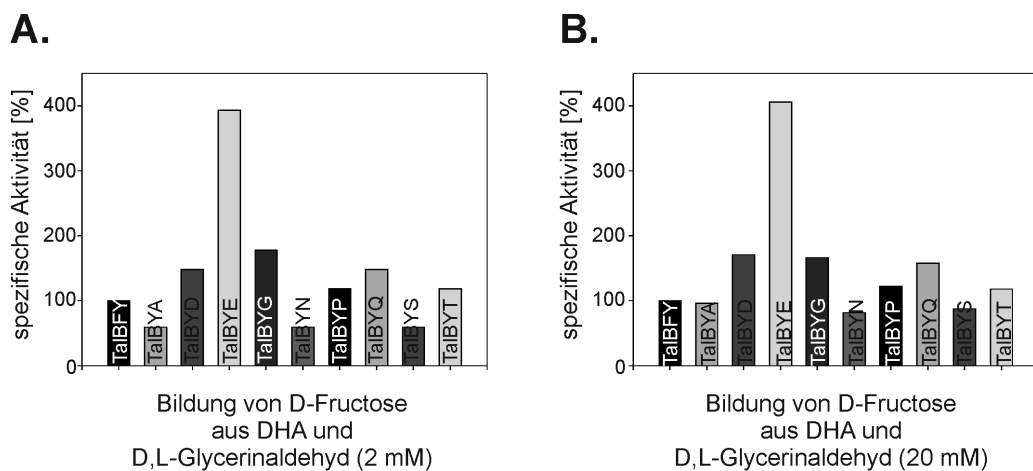 A.
spezifische Aktivität [%]
400
300
200
100
0
TalBFY
TalBYA
TalBYD
TalBYE
TalBYG
TalBYN
TalBYP
TalBYQ
TalBYS
TalBYT
Bildung von D-Fructose
aus DHA und
D,L-Glycerinaldehyd (2 mM)
B.
spezifische Aktivität [%]
400
300
200
100
0
TalBFY
TalBYA
TalBYD
TalBYE
TalBYG
TalBYN
TalBYP
TalBYQ
TalBYS
TalBYT
Bildung von D-Fructose
aus DHA und
D,L-Glycerinaldehyd (20 mM)